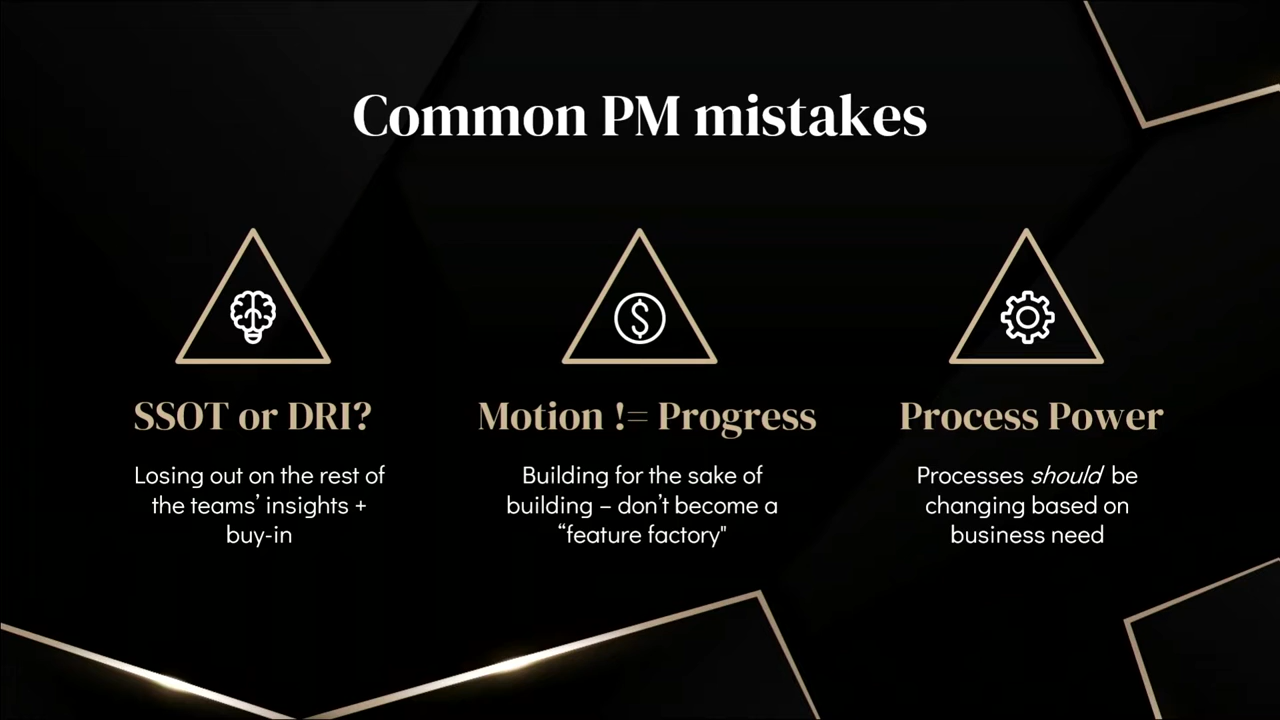 Common PM mistakes
SSOT or DRI?
Losing out on the rest of
the teams’ insights +
buy-in
Motion != Progress
Building for the sake of
building – don’t become a
“feature factory"
Process Power
Processes should be
changing based on
business need